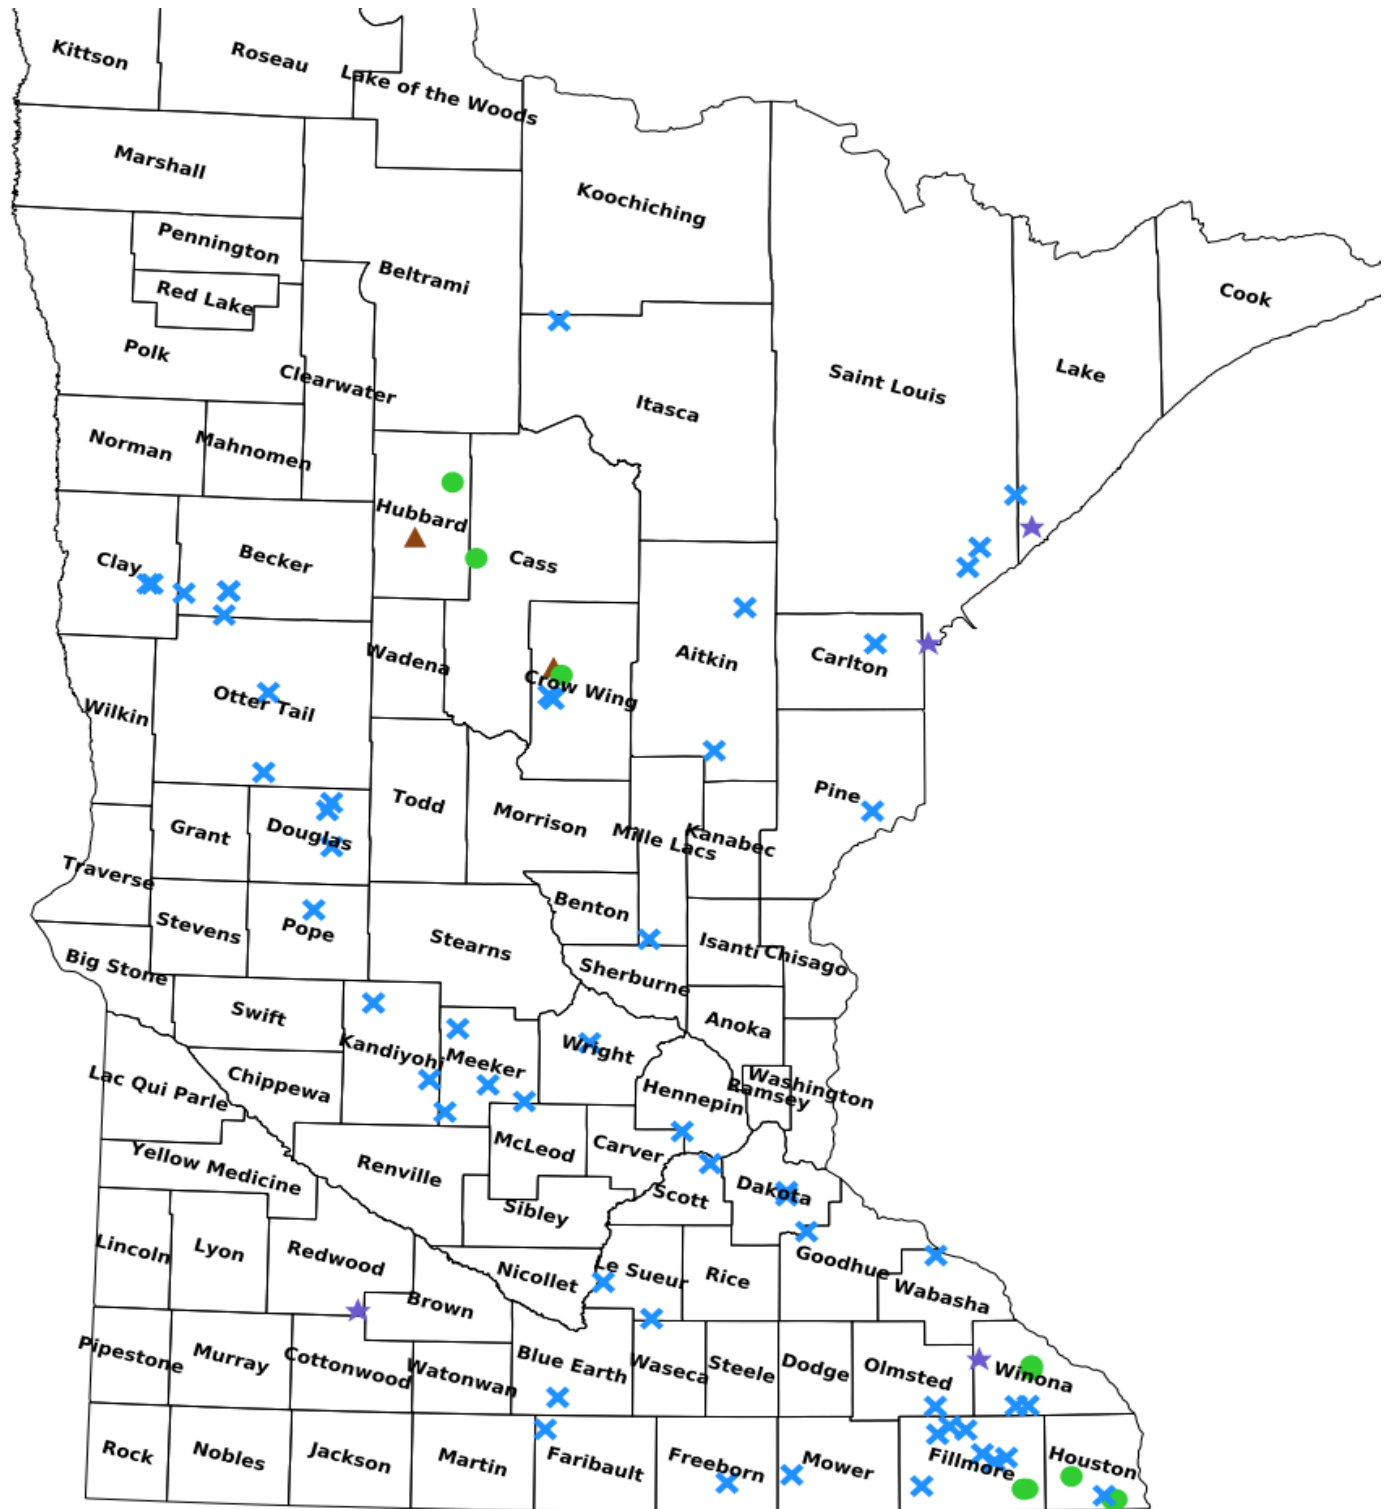 Kittson
Roseau
Lake of the Woods
Marshall
Koochiching
Pennington
Beltrami
Red Lake
Cook
Polk
Clearwater
Saint Louis
Lake
Itasca
Norman
Mahnomen
Hubbard
Clay
Becker
Cass
Wadena
Aitkin
Carlton
Crow Wing
Otter Tail
Wilkin
Pine
Todd
Morrison
Grant
Douglas
Mille Lacs
Kanabec
Traverse
Benton
Stevens
Pope
Stearns
Isanti
Chisago
Big Stone
Sherburne
Swift
Anoka
Kandiyohi
Meeker
Wright
Lac Qui Parle
Chippewa
Hennepin
Ramsey
Washington
McLeod
Carver
Yellow Medicine
Renville
Scott
Dakota
Sibley
Lincoln
Lyon
Redwood
Nicollet
Le Sueur
Rice
Goodhue
Wabasha
Brown
Pipestone
Murray
Cottonwood
Watonwan
Blue Earth
Waseca
Steele
Dodge
Olmsted
Winona
Rock
Nobles
Jackson
Martin
Faribault
Freeborn
Mower
Fillmore
Houston